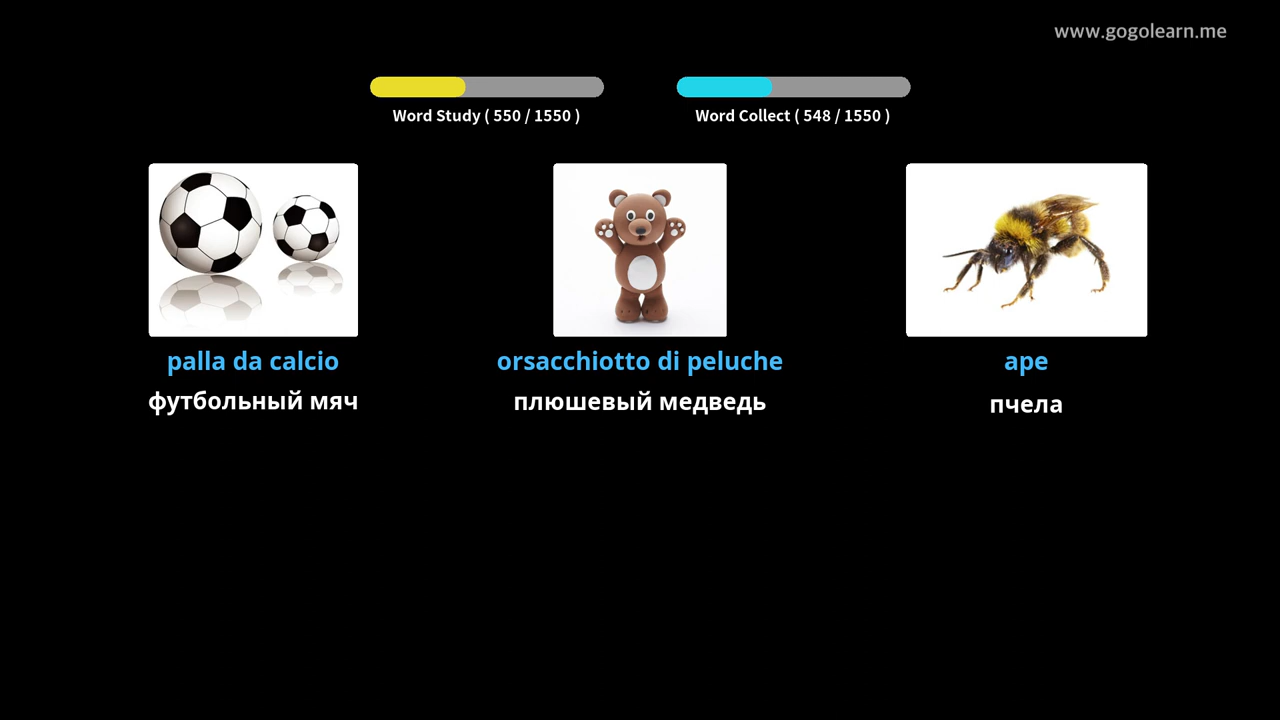 www.gogolearn.me
Word Study ( 550 / 1550 )
Word Collect ( 548 / 1550 )
palla da calcio
футбольный мяч
orsacchiotto di peluche
плюшевый медведь
ape
пчела